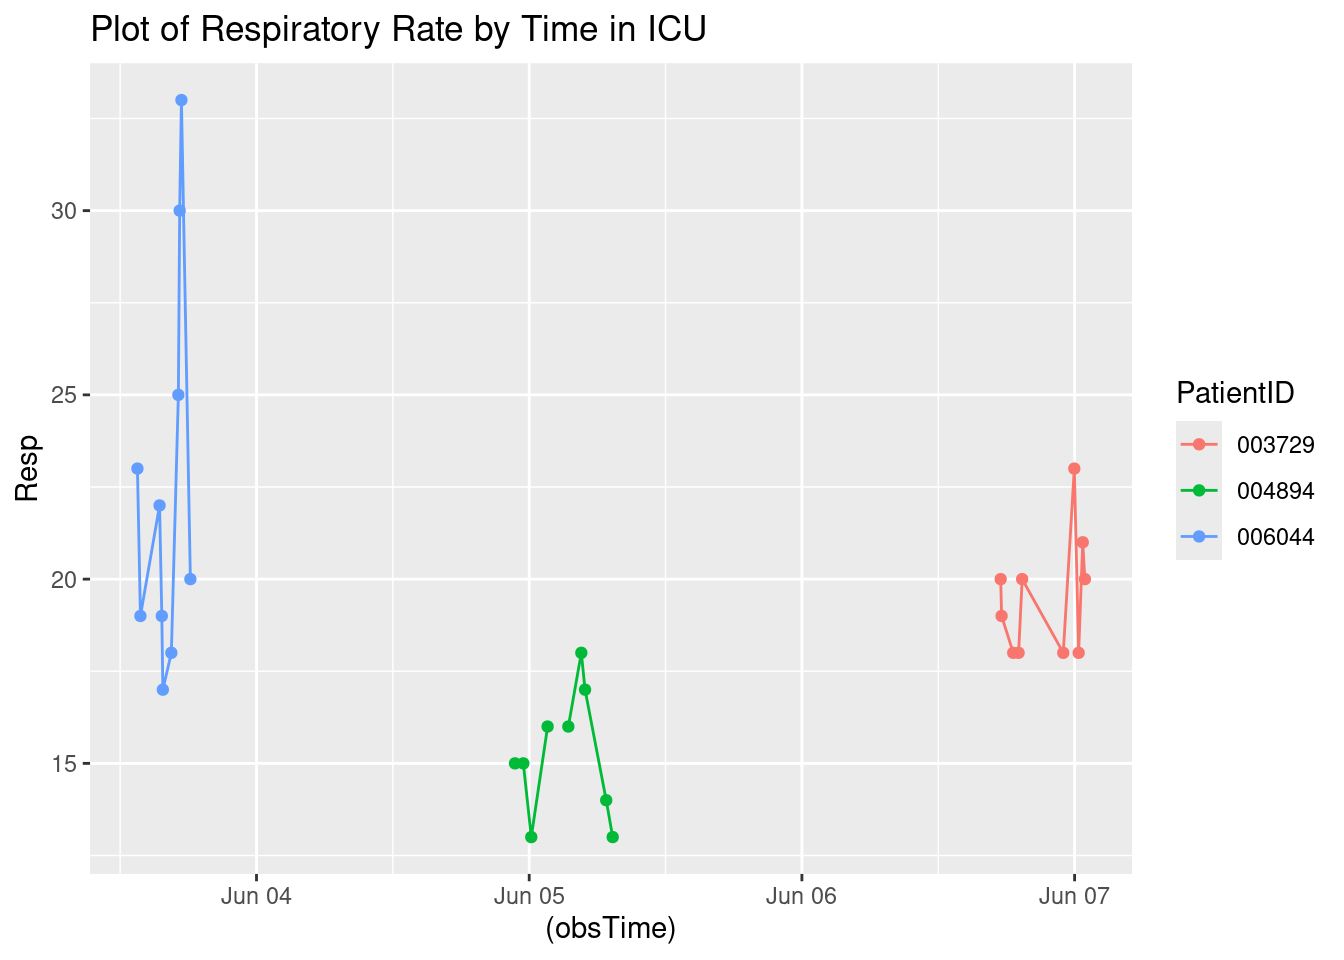 Plot of Respiratory Rate by Time in ICU
30
25
20
15
Resp
Jun 04
Jun 05
Jun 06
Jun 07
(obsTime)
PatientID
003729
004894
006044